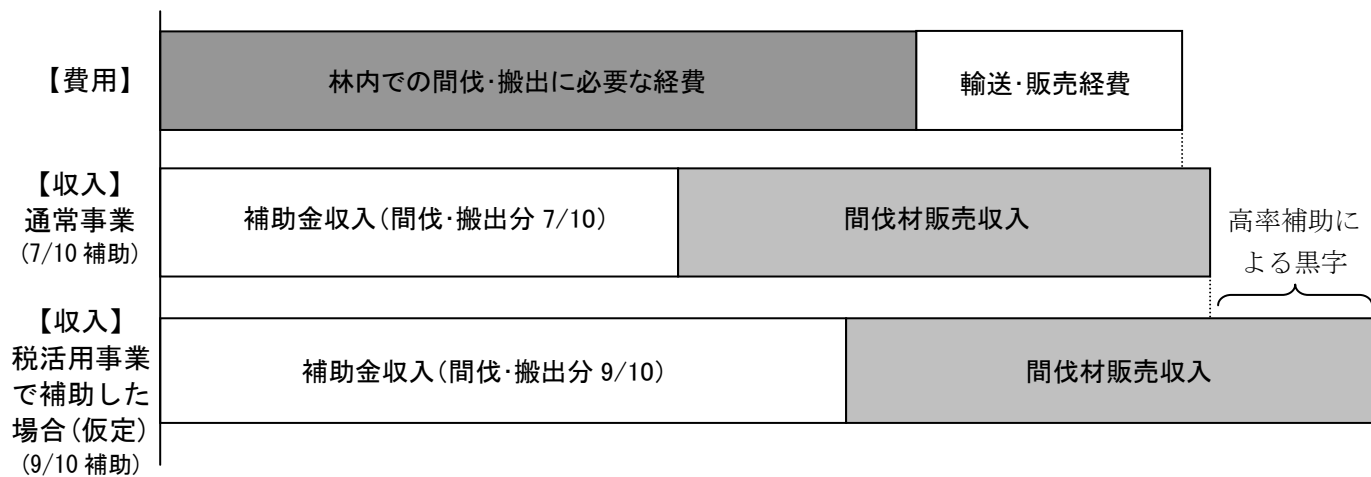 【費用】
林内での間伐・搬出に必要な経費
輸送・販売経費
【収入】
通常事業
(7/10 補助)
補助金収入(間伐・搬出分 7/10)
間伐材販売収入
高率補助に
よる黒字
【収入】
税活用事業
で補助した
場合(仮定)
(9/10 補助)
補助金収入(間伐・搬出分 9/10)
間伐材販売収入